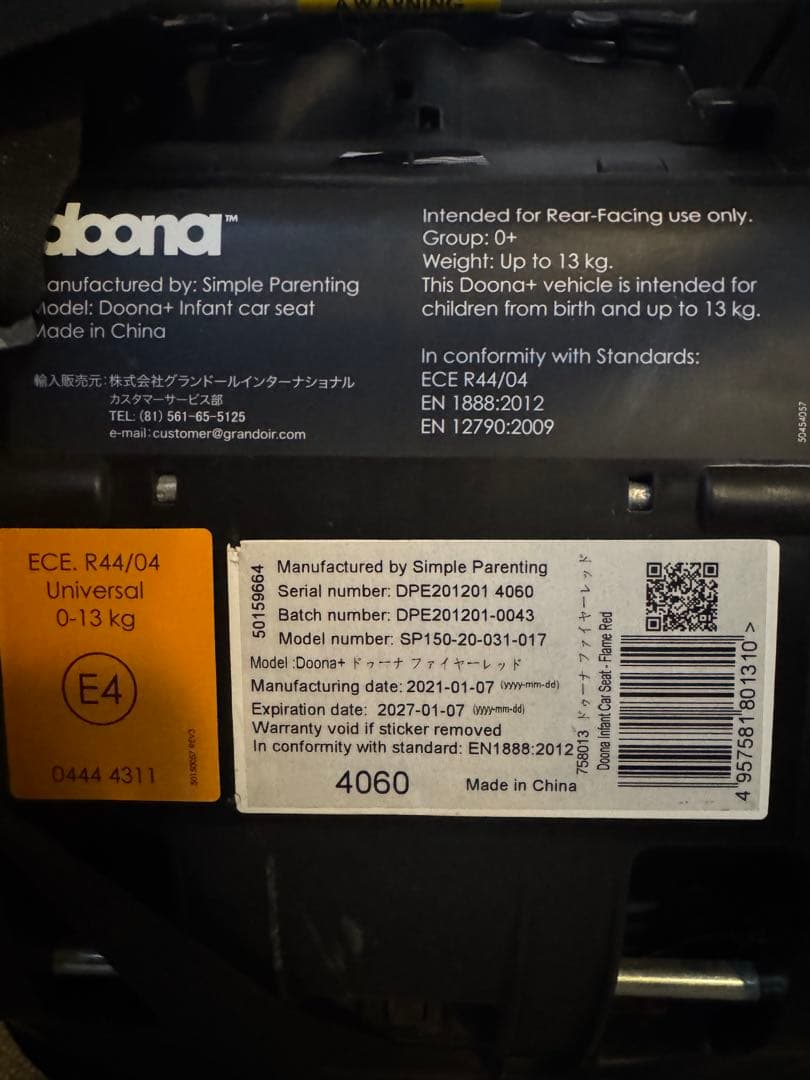 WARNING
doona™
anufactured by: Simple Parenting
odel: Doona+ Infant car seat
Made in China
輸入販売元：株式会社グランドールインターナショナル
カスタマーサービス部
TEL: (81) 561-65-5125
e-mail：customer@grandoir.com
Intended for Rear-Facing use only.
Group: 0+
Weight: Up to 13 kg.
This Doona+ vehicle is intended for
children from birth and up to 13 kg.
In conformity with Standards:
ECE R44/04
EN 1888:2012
EN 12790:2009
50454057
ECE. R44/04
Universal
0-13 kg
E4
0444 4311
50159664
Manufactured by Simple Parenting
Serial number: DPE201201 4060
Batch number: DPE201201-0043
Model number: SP150-20-031-017
Model :Doona+ ドゥーナ ファイヤーレッド
Manufacturing date: 2021-01-07 (yyyy-mm-dd)
Expiration date: 2027-01-07 (yyyy-mm-dd)
Warranty void if sticker removed
In conformity with standard: EN1888:2012
4060
Made in China
758013 ドゥーナ ファイヤーレッド
Doona Infant Car Seat - Flame Red
4 957581 801310 >